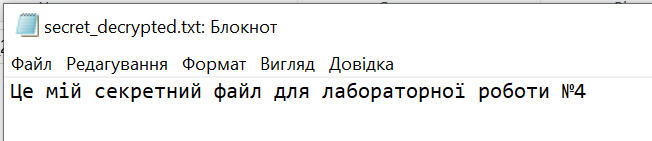 secret_decrypted.txt: Блокнот
Файл Редагування Формат Вигляд Довідка
Це мій секретний файл для лабораторної роботи №4